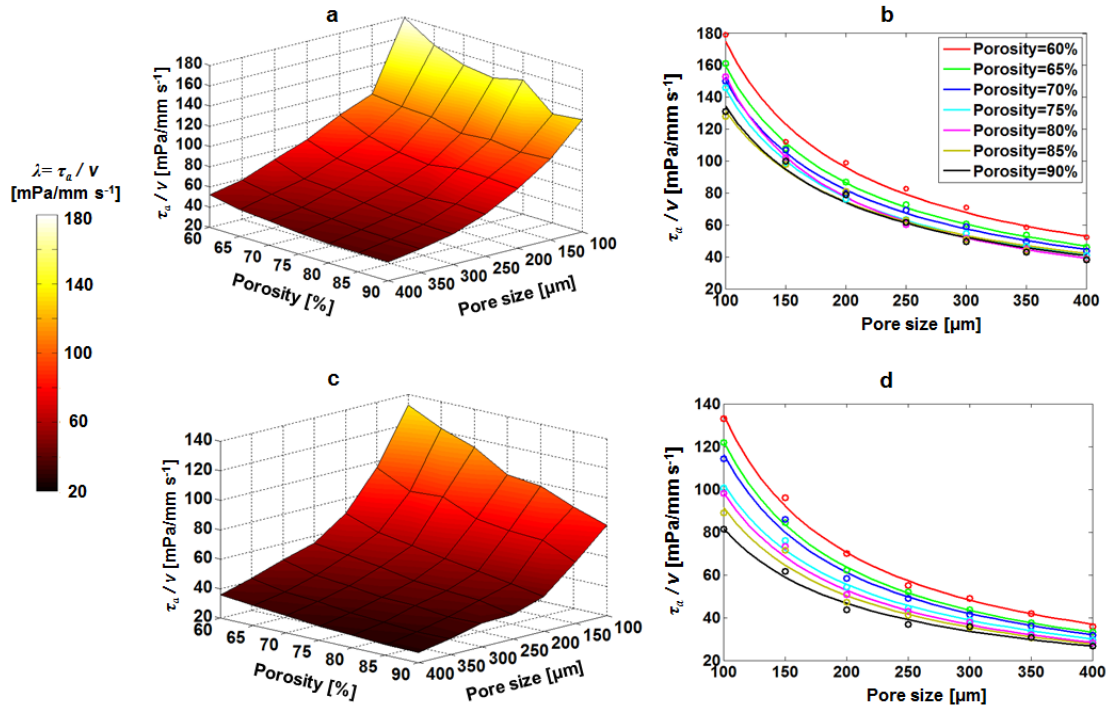 a
180
160
140
120
100
80
60
40
20
τa / v [mPa/mm s-1]
60
65
70
75
80
85
90
Porosity [%]
400
350
300
250
200
150
100
Pore size [μm]
λ= τa / v
[mPa/mm s-1]
180
140
100
60
20
b
180
160
140
120
100
80
60
40
20
τa / v [mPa/mm s-1]
Porosity=60%
Porosity=65%
Porosity=70%
Porosity=75%
Porosity=80%
Porosity=85%
Porosity=90%
100 150 200 250 300 350 400
Pore size [μm]
c
140
120
100
80
60
40
20
τa / v [mPa/mm s-1]
60
65
70
75
80
85
90
Porosity [%]
400
350
300
250
200
150
100
Pore size [μm]
d
140
120
100
80
60
40
20
τa / v [mPa/mm s-1]
100 150 200 250 300 350 400
Pore size [μm]